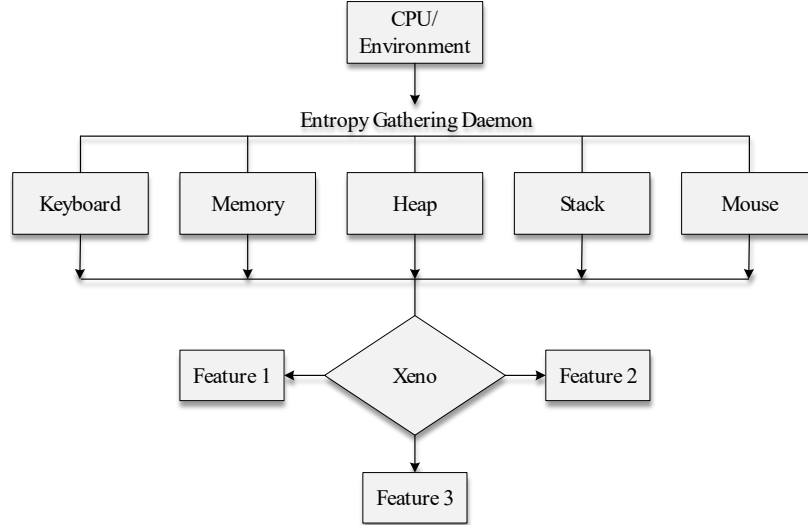 CPU/
Environment
Entropy Gathering Daemon
Keyboard
Memory
Heap
Stack
Mouse
Feature 1
Xeno
Feature 2
Feature 3